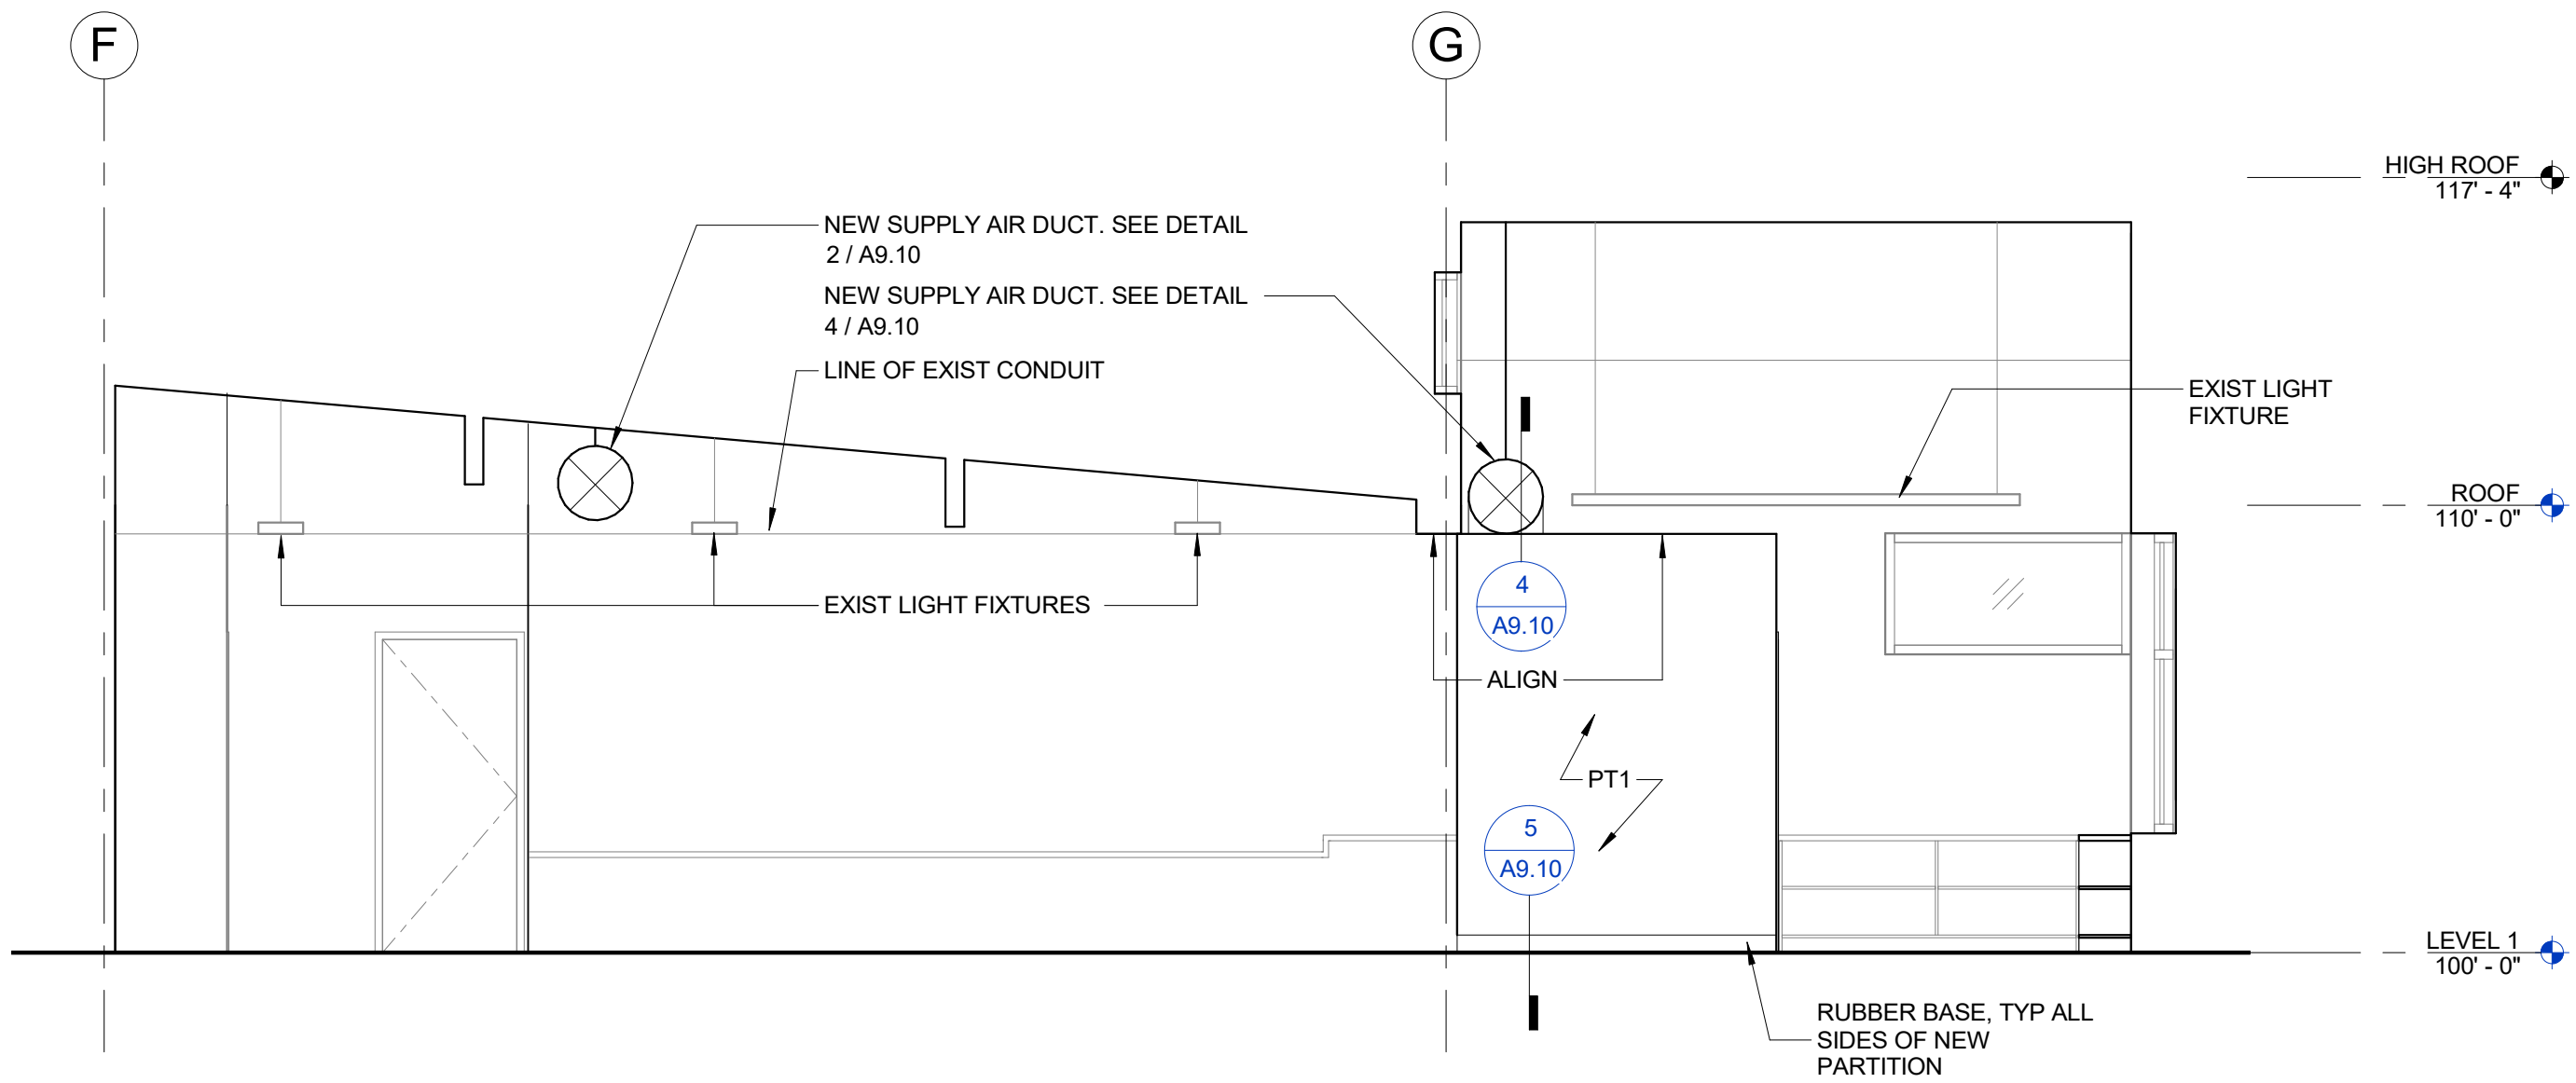 F
G
HIGH ROOF
117' - 4"
NEW SUPPLY AIR DUCT. SEE DETAIL
2 / A9.10
NEW SUPPLY AIR DUCT. SEE DETAIL
4 / A9.10
LINE OF EXIST CONDUIT
EXIST LIGHT
FIXTURE
ROOF
110' - 0"
EXIST LIGHT FIXTURES
4
A9.10
ALIGN
PT1
5
A9.10
LEVEL 1
100' - 0"
RUBBER BASE, TYP ALL
SIDES OF NEW
PARTITION